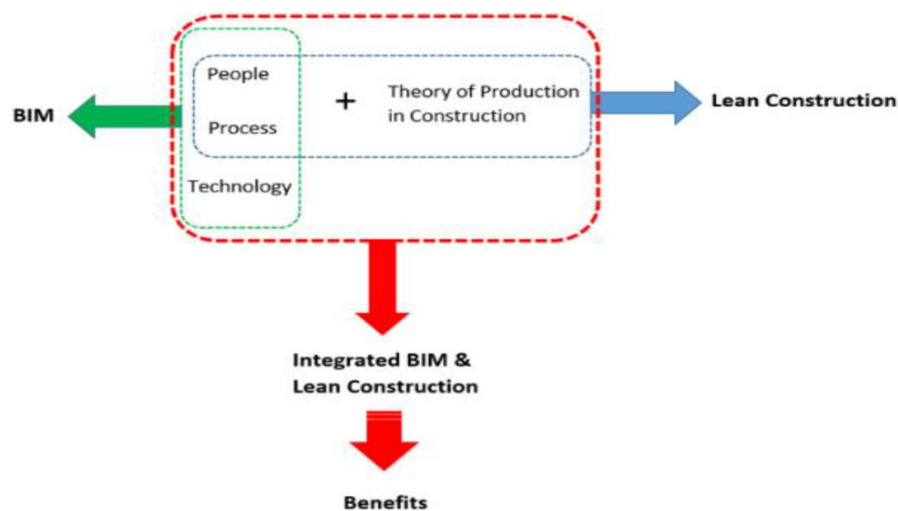 People
+
Theory of Production
in Construction
BIM
Process
Lean Construction
Technology
Integrated BIM &
Lean Construction
Benefits